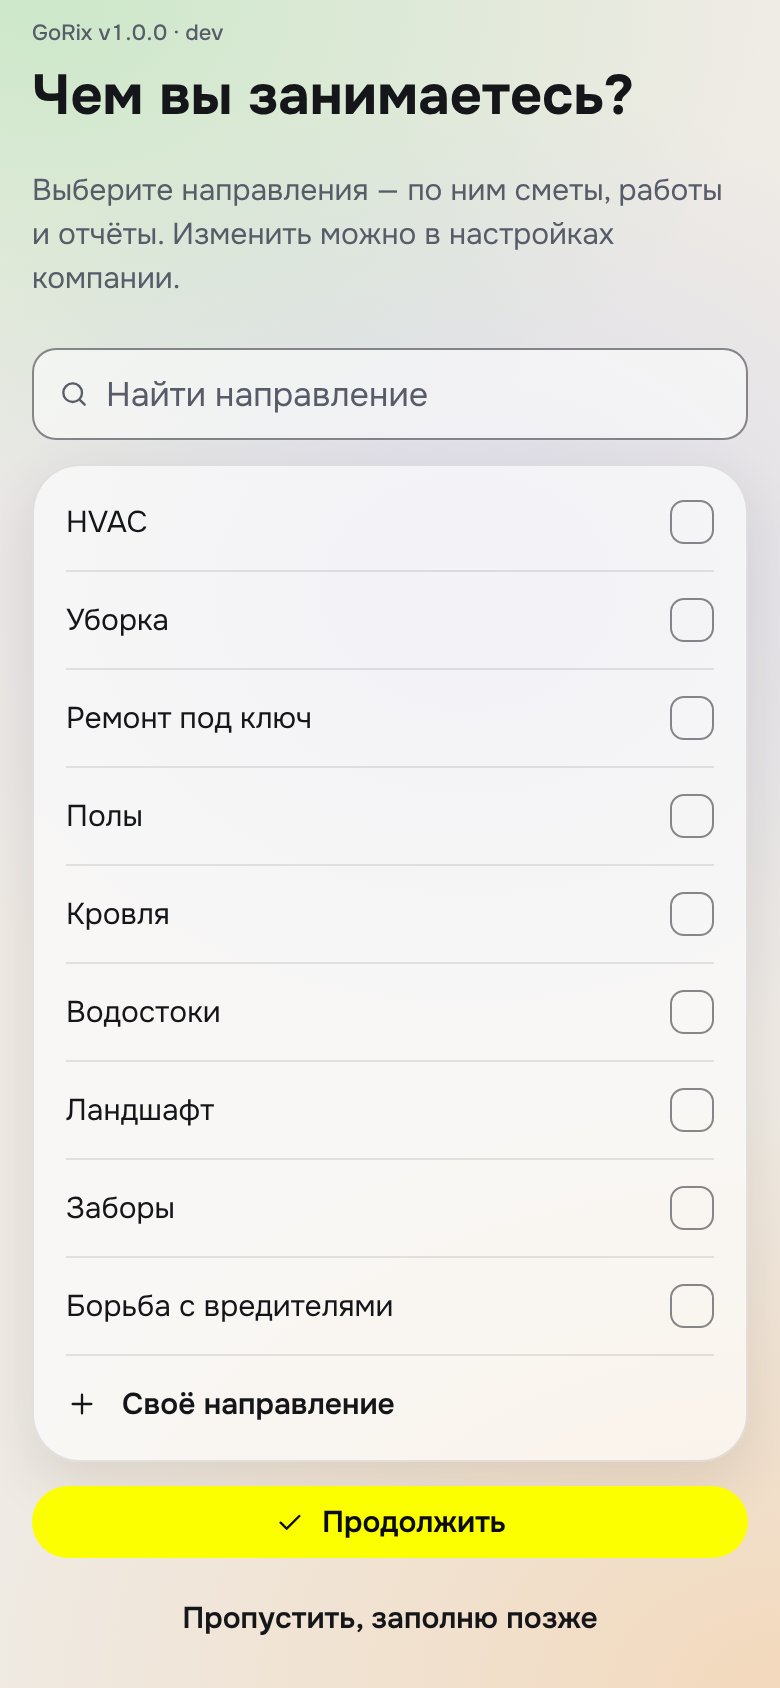 GoRix v1.0.0 · dev
Чем вы занимаетесь?
Выберите направления — по ним сметы, работы
и отчёты. Изменить можно в настройках
компании.
Найти направление
HVAC
Уборка
Ремонт под ключ
Полы
Кровля
Водостоки
Ландшафт
Заборы
Борьба с вредителями
Своё направление
Продолжить
Пропустить, заполню позже